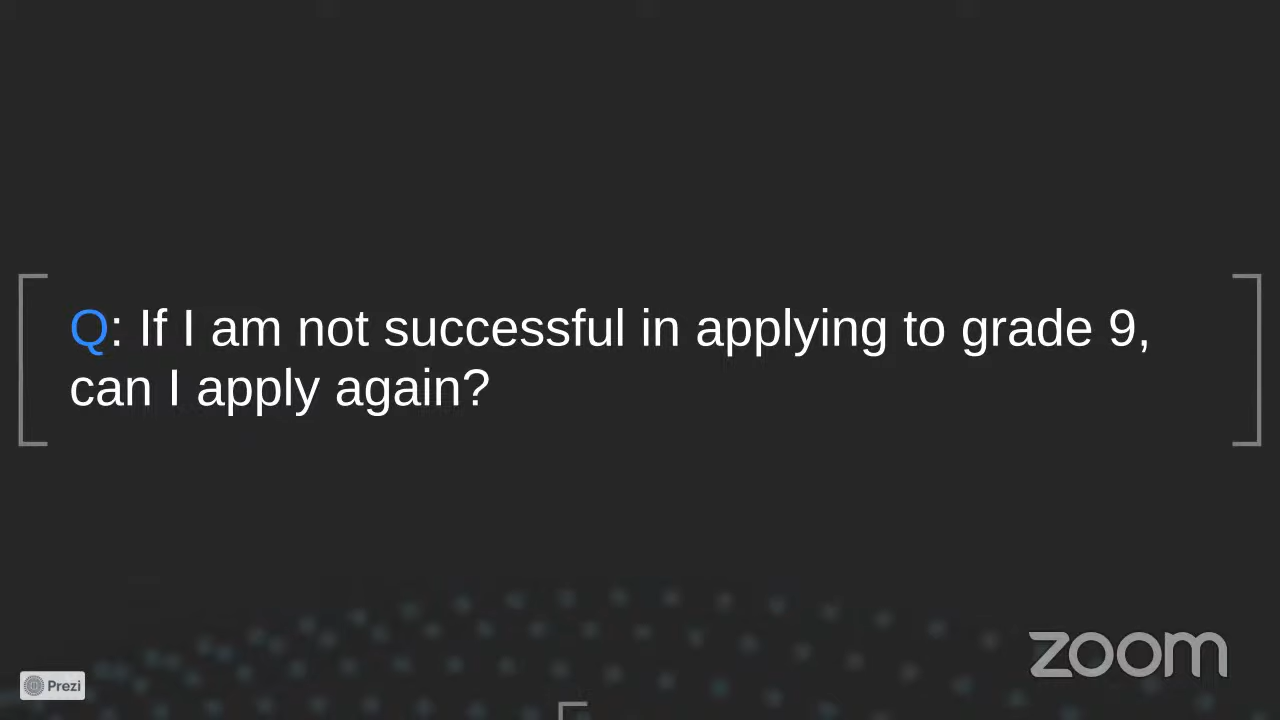 Q: If I am not successful in applying to grade 9,
can I apply again?
zoom
Prezi